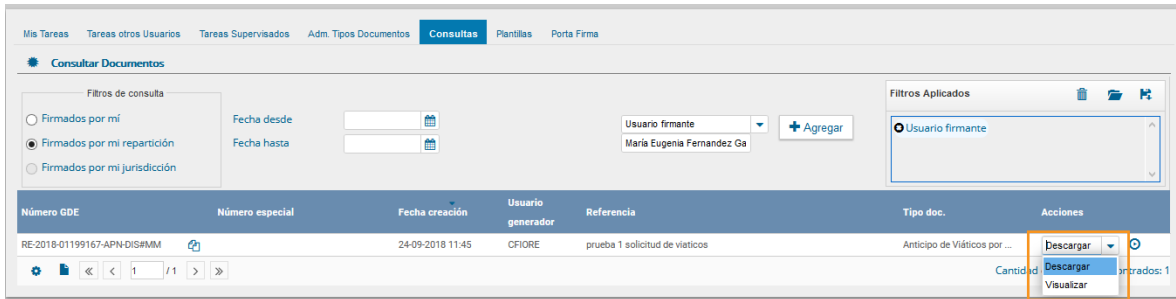 Mis Tareas Tareas otros Usuarios Tareas Supervisados Adm. Tipos Documentos Consultas Plantillas Porta Firma
Consultar Documentos
Filtros de consulta
Firmados por mí
Firmados por mi repartición
Firmados por mi jurisdicción
Fecha desde
Fecha hasta
Usuario firmante
María Eugenia Fernandez Ga
Agregar
Filtros Aplicados
Usuario firmante
Número GDE Número especial Fecha creación Usuario generador Referencia Tipo doc. Acciones
RE-2018-01199167-APN-DIS#MM 24-09-2018 11:45 CFIORE prueba 1 solicitud de viaticos Anticipo de Viáticos por ... Descargar
1 / 1
Cantidad
Descargar
Visualizar
ntrados: 1